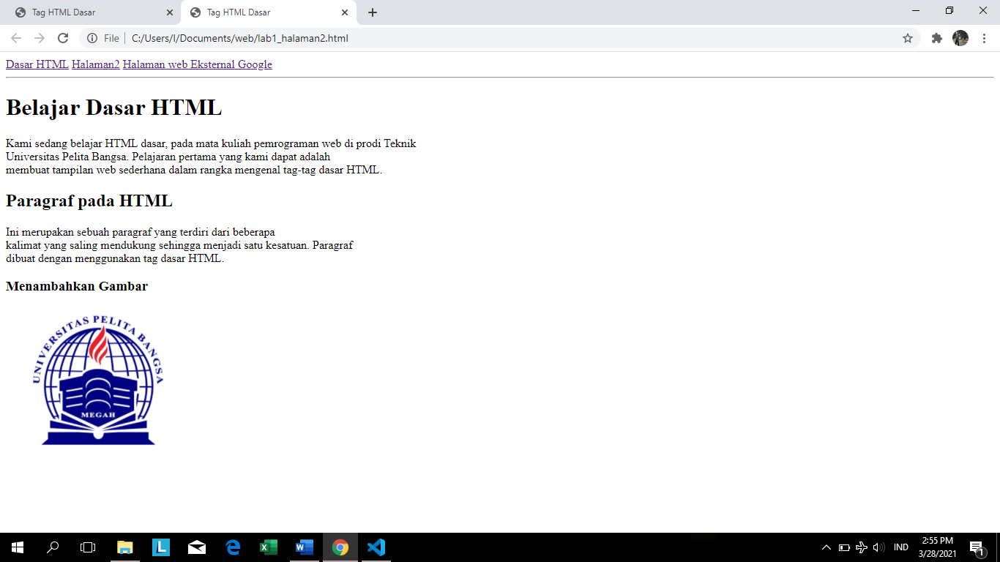 Tag HTML Dasar
Tag HTML Dasar
File
C:/Users/I/Documents/web/lab1_halaman2.html
Dasar HTML Halaman2 Halaman web Eksternal Google
Belajar Dasar HTML
Kami sedang belajar HTML dasar, pada mata kuliah pemrograman web di prodi Teknik
Universitas Pelita Bangsa. Pelajaran pertama yang kami dapat adalah
membuat tampilan web sederhana dalam rangka mengenal tag-tag dasar HTML.
Paragraf pada HTML
Ini merupakan sebuah paragraf yang terdiri dari beberapa
kalimat yang saling mendukung sehingga menjadi satu kesatuan. Paragraf
dibuat dengan menggunakan tag dasar HTML.
Menambahkan Gambar
UNIVERSITAS PELITA BANGSA
MEGAH
L
IND
2:55 PM
3/28/2021
1